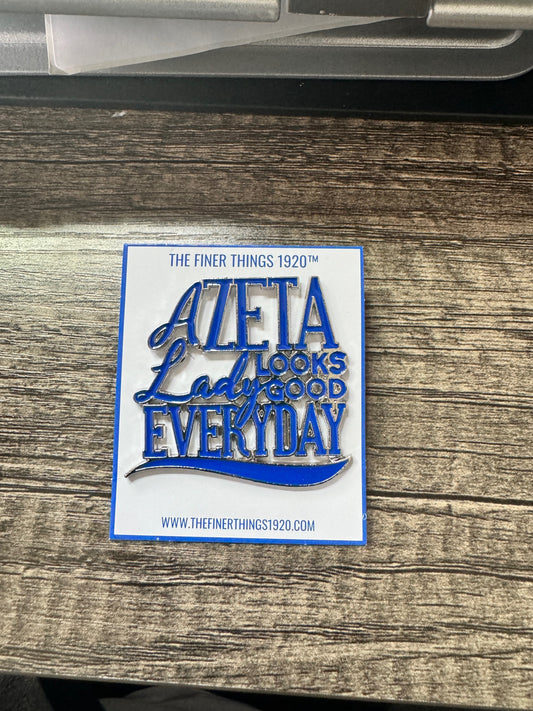 THE FINER THINGS 1920™
A ZETA
Lady LOOKS
GOOD
EVERYDAY
WWW.THEFINERTHINGS1920.COM